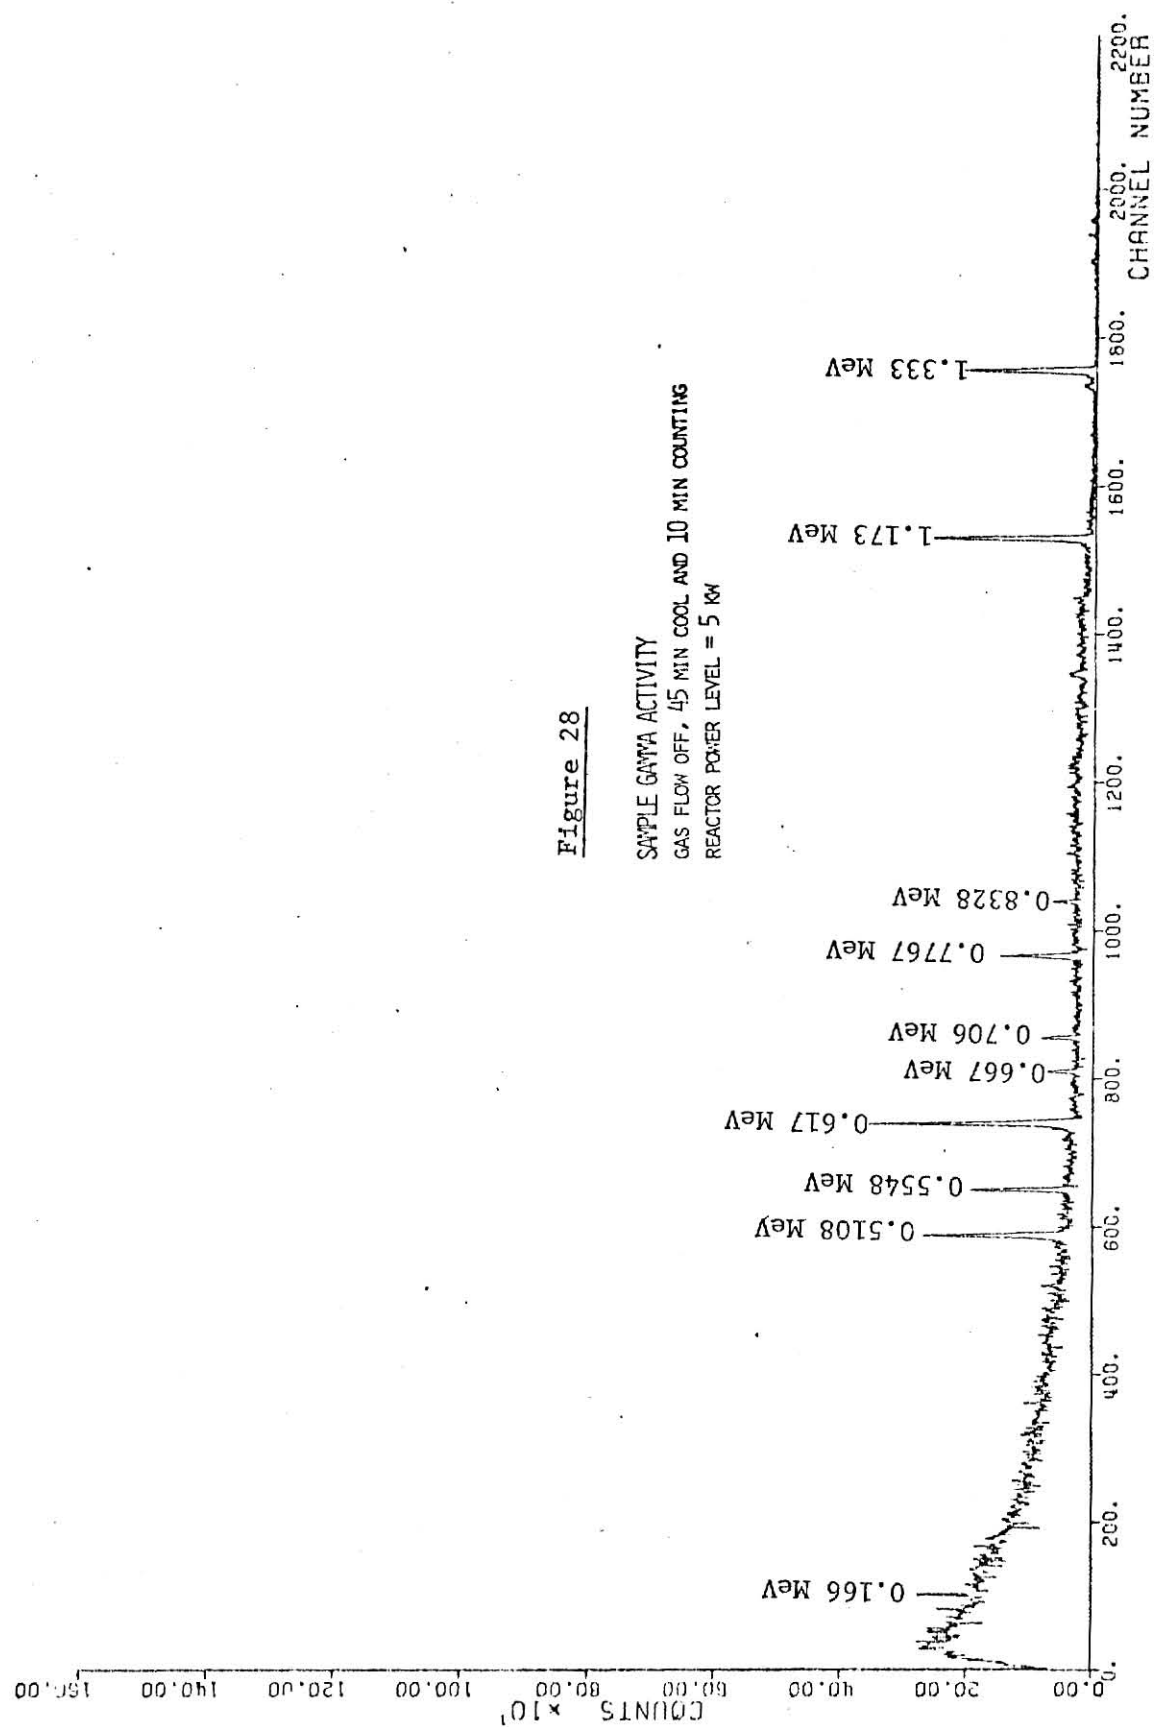 Figure 28
SAMPLE GAMMA ACTIVITY
GAS FLOW OFF, 45 MIN COOL AND 10 MIN COUNTING
REACTOR POWER LEVEL = 5 KW
COUNTS ×10¹
160.00
140.00
120.00
100.00
80.00
60.00
40.00
20.00
0.00
0.166 MeV
0.5108 MeV
0.5548 MeV
0.617 MeV
0.667 MeV
0.706 MeV
0.7767 MeV
0.8328 MeV
1.173 MeV
1.333 MeV
0.
200.
400.
600.
800.
1000.
1200.
1400.
1600.
1800.
2000.
2200.
CHANNEL NUMBER